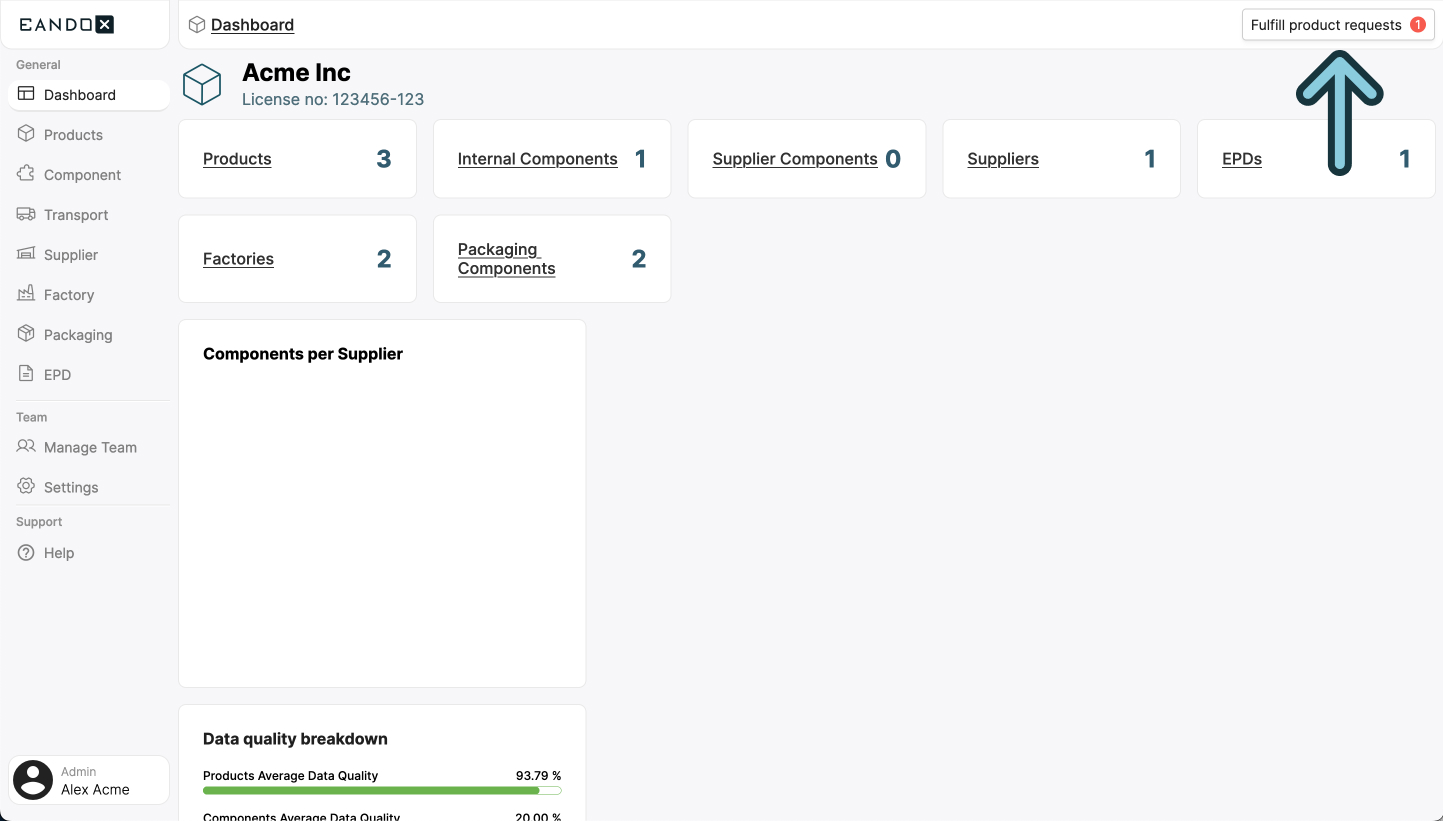 EANDOX
Dashboard
Fulfill product requests 1
General
Dashboard
Products
Component
Transport
Supplier
Factory
Packaging
EPD
Team
Manage Team
Settings
Support
Help
Admin
Alex Acme
Acme Inc
License no: 123456-123
Products 3
Internal Components 1
Supplier Components 0
Suppliers 1
EPDs 1
Factories 2
Packaging
Components 2
Components per Supplier
Data quality breakdown
Products Average Data Quality 93.79 %
Components Average Data Quality 20.00 %